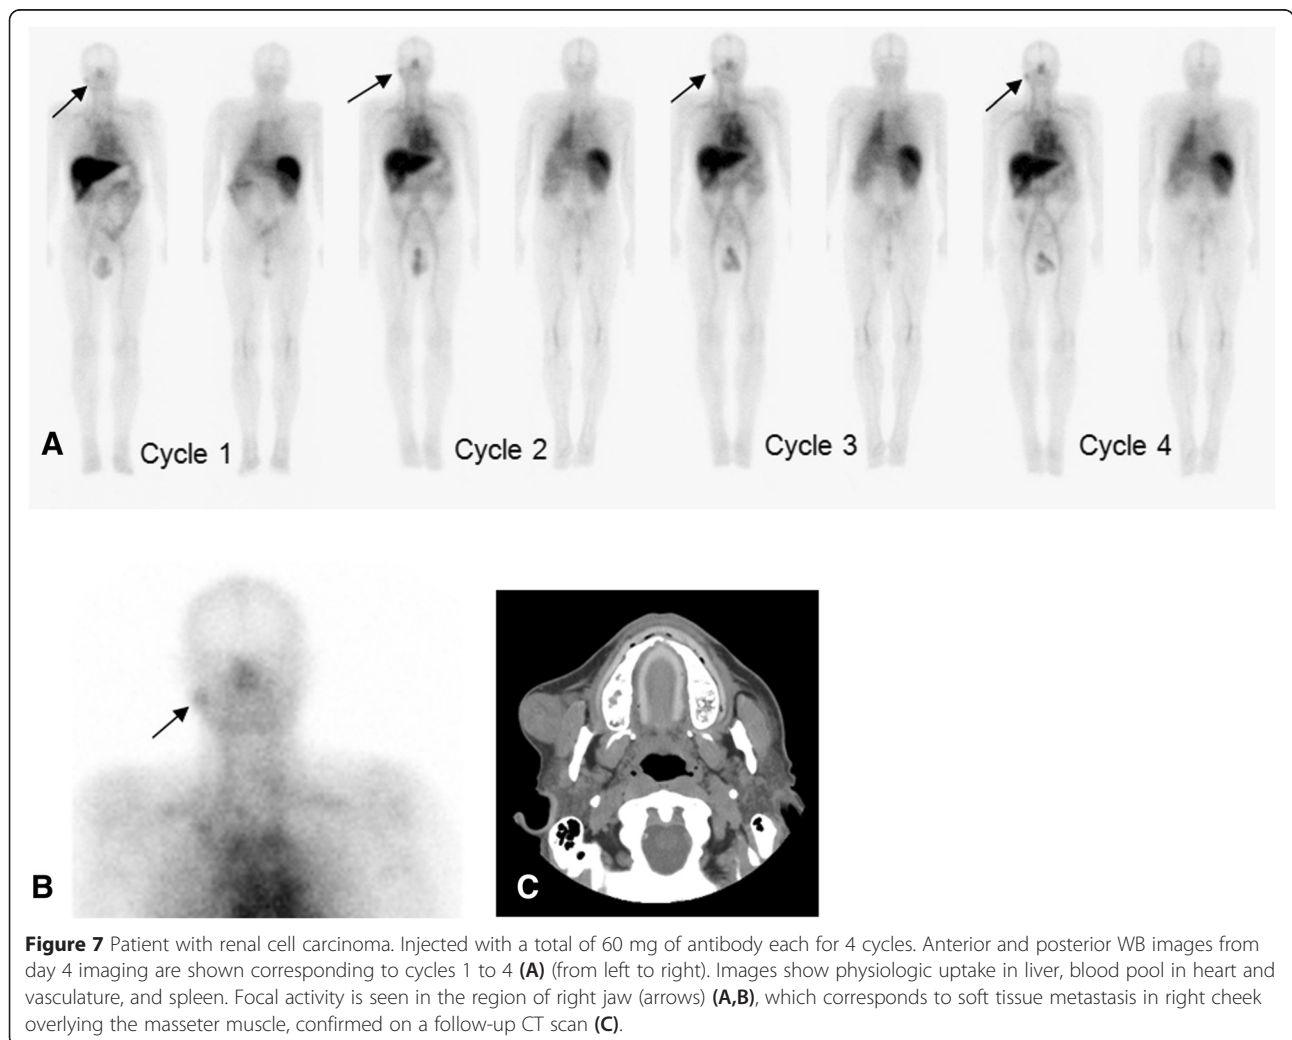 A
Cycle 1
Cycle 2
Cycle 3
Cycle 4
B
C
Figure 7 Patient with renal cell carcinoma. Injected with a total of 60 mg of antibody each for 4 cycles. Anterior and posterior WB images from
day 4 imaging are shown corresponding to cycles 1 to 4 (A) (from left to right). Images show physiologic uptake in liver, blood pool in heart and
vasculature, and spleen. Focal activity is seen in the region of right jaw (arrows) (A,B), which corresponds to soft tissue metastasis in right cheek
overlying the masseter muscle, confirmed on a follow-up CT scan (C).